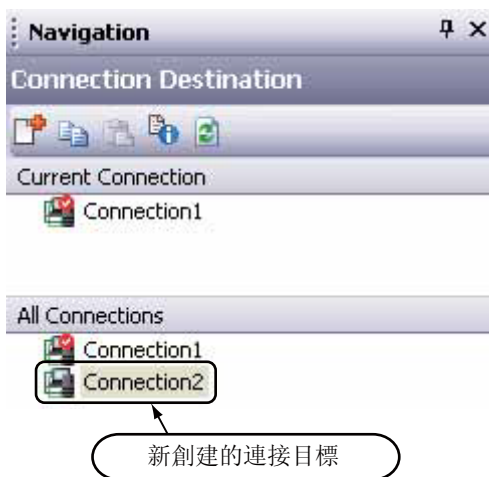 Navigation
Connection Destination
Current Connection
Connection1
All Connections
Connection1
Connection2
新創建的連接目標